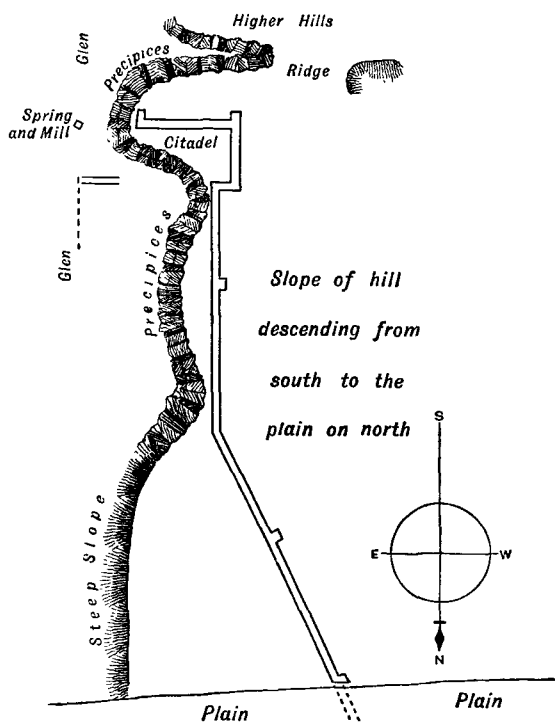 Higher Hills
Glen
Precipices
Ridge
Spring
and Mill
Citadel
Glen
Precipices
Slope of hill
descending from
south to the
plain on north
Steep Slope
S
E
W
N
Plain
Plain